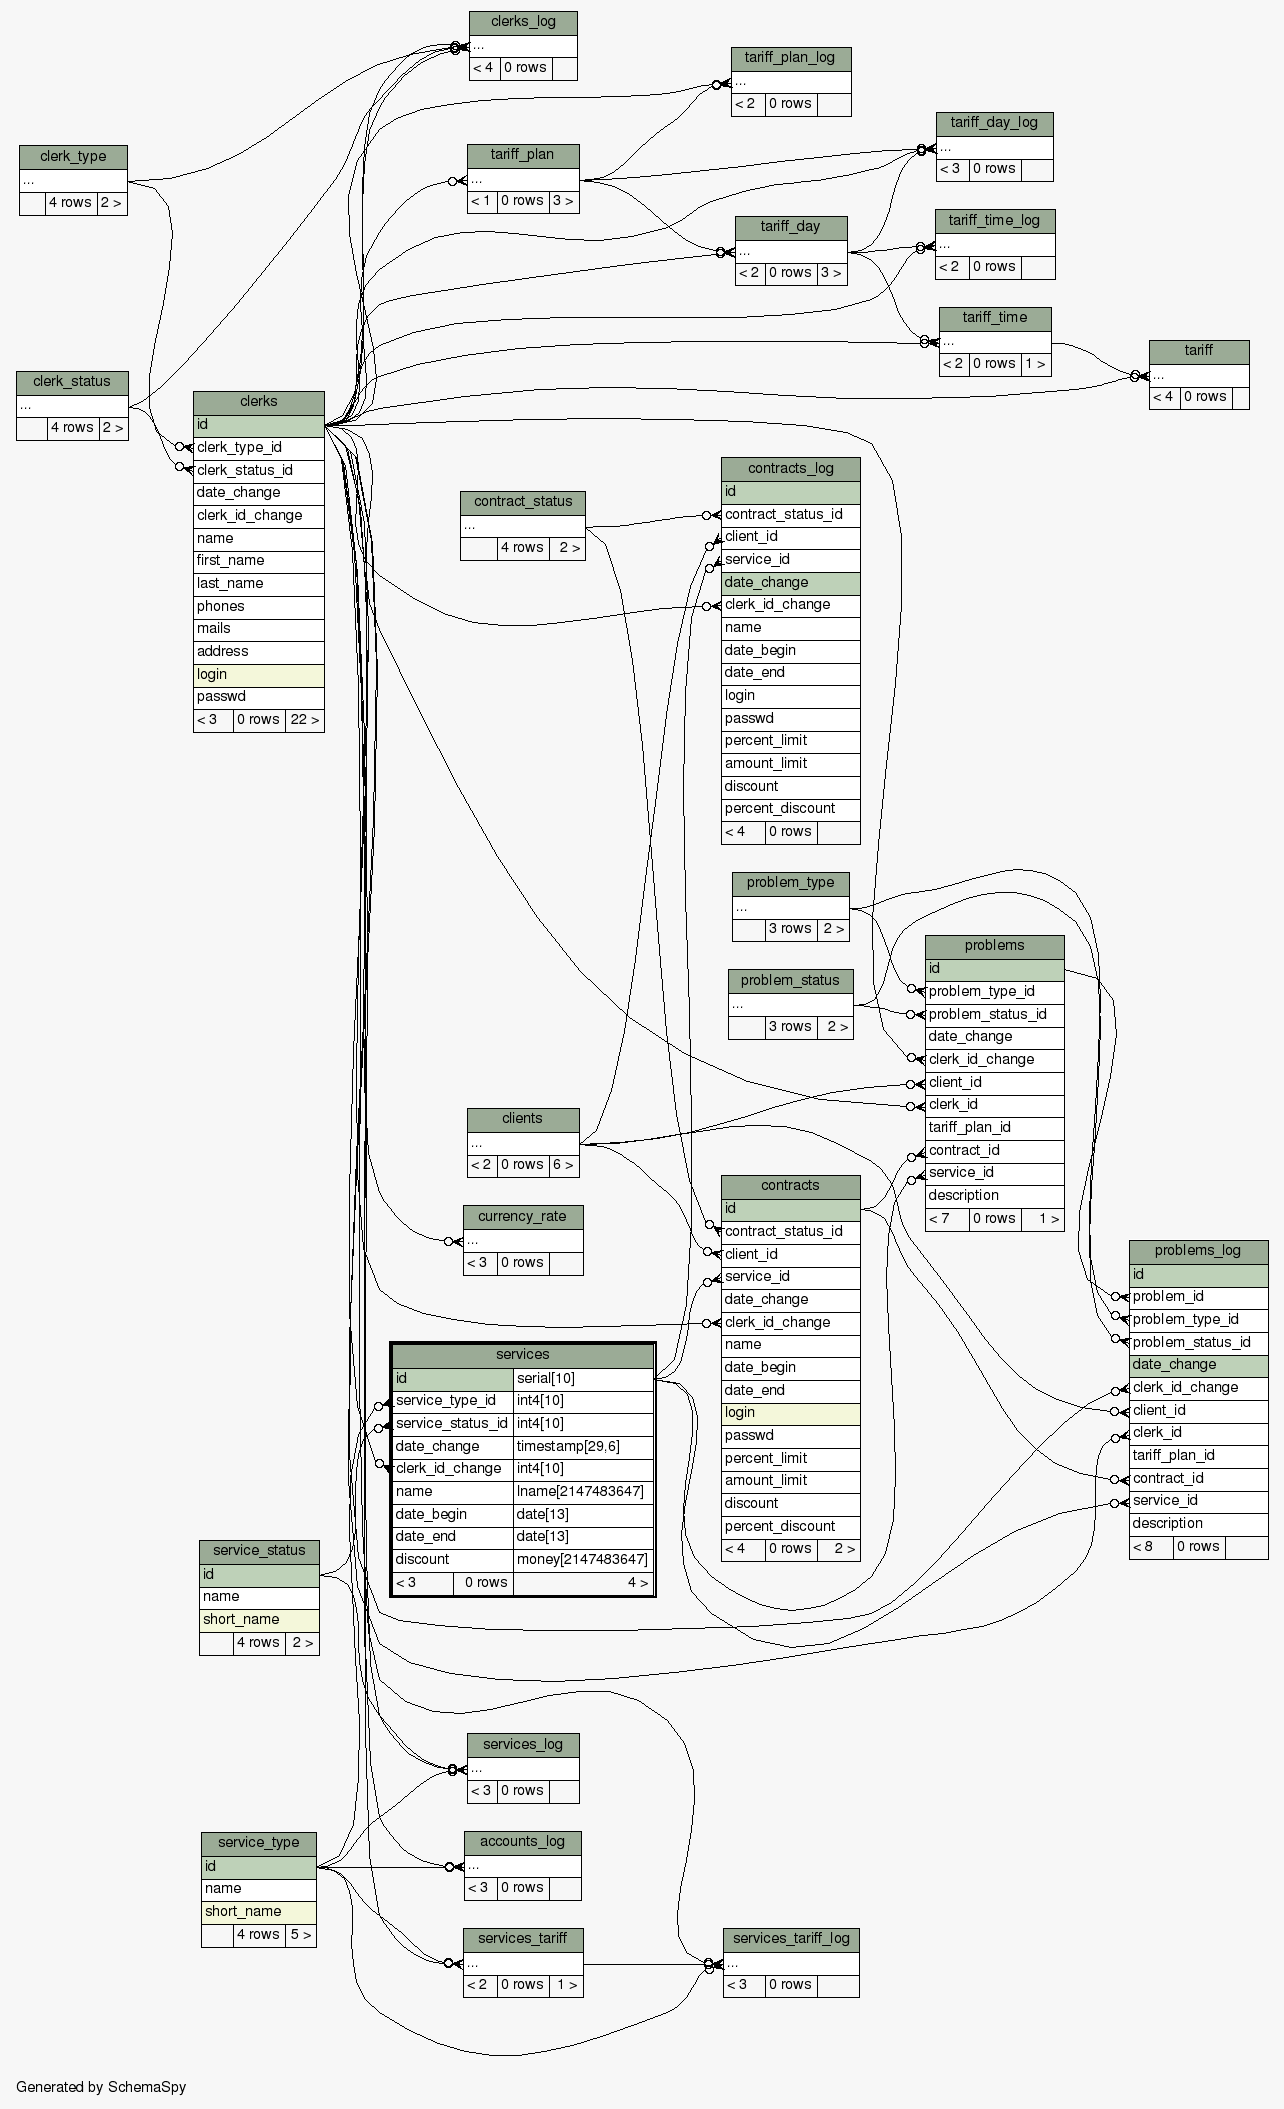 clerks_log
...
< 4 0 rows
tariff_plan_log
...
< 2 0 rows
tariff_day_log
...
< 3 0 rows
clerk_type
...
4 rows 2 >
tariff_plan
...
< 1 0 rows 3 >
tariff_time_log
...
< 2 0 rows
tariff_day
...
< 2 0 rows 3 >
tariff_time
...
< 2 0 rows 1 >
tariff
...
< 4 0 rows
clerk_status
...
4 rows 2 >
clerks
id
clerk_type_id
clerk_status_id
date_change
clerk_id_change
name
first_name
last_name
phones
mails
address
login
passwd
< 3 0 rows 22 >
contract_status
...
4 rows 2 >
contracts_log
id
contract_status_id
client_id
service_id
date_change
clerk_id_change
name
date_begin
date_end
login
passwd
percent_limit
amount_limit
discount
percent_discount
< 4 0 rows
problem_type
...
3 rows 2 >
problem_status
...
3 rows 2 >
problems
id
problem_type_id
problem_status_id
date_change
clerk_id_change
client_id
clerk_id
tariff_plan_id
contract_id
service_id
description
< 7 0 rows 1 >
clients
...
< 2 0 rows 6 >
currency_rate
...
< 3 0 rows
contracts
id
contract_status_id
client_id
service_id
date_change
clerk_id_change
name
date_begin
date_end
login
passwd
percent_limit
amount_limit
discount
percent_discount
< 4 0 rows 2 >
problems_log
id
problem_id
problem_type_id
problem_status_id
date_change
clerk_id_change
client_id
clerk_id
tariff_plan_id
contract_id
service_id
description
< 8 0 rows
services
id serial[10]
service_type_id int4[10]
service_status_id int4[10]
date_change timestamp[29,6]
clerk_id_change int4[10]
name lname[2147483647]
date_begin date[13]
date_end date[13]
discount money[2147483647]
< 3 0 rows 4 >
service_status
id
name
short_name
4 rows 2 >
services_log
...
< 3 0 rows
service_type
id
name
short_name
4 rows 5 >
accounts_log
...
< 3 0 rows
services_tariff
...
< 2 0 rows 1 >
services_tariff_log
...
< 3 0 rows
Generated by SchemaSpy